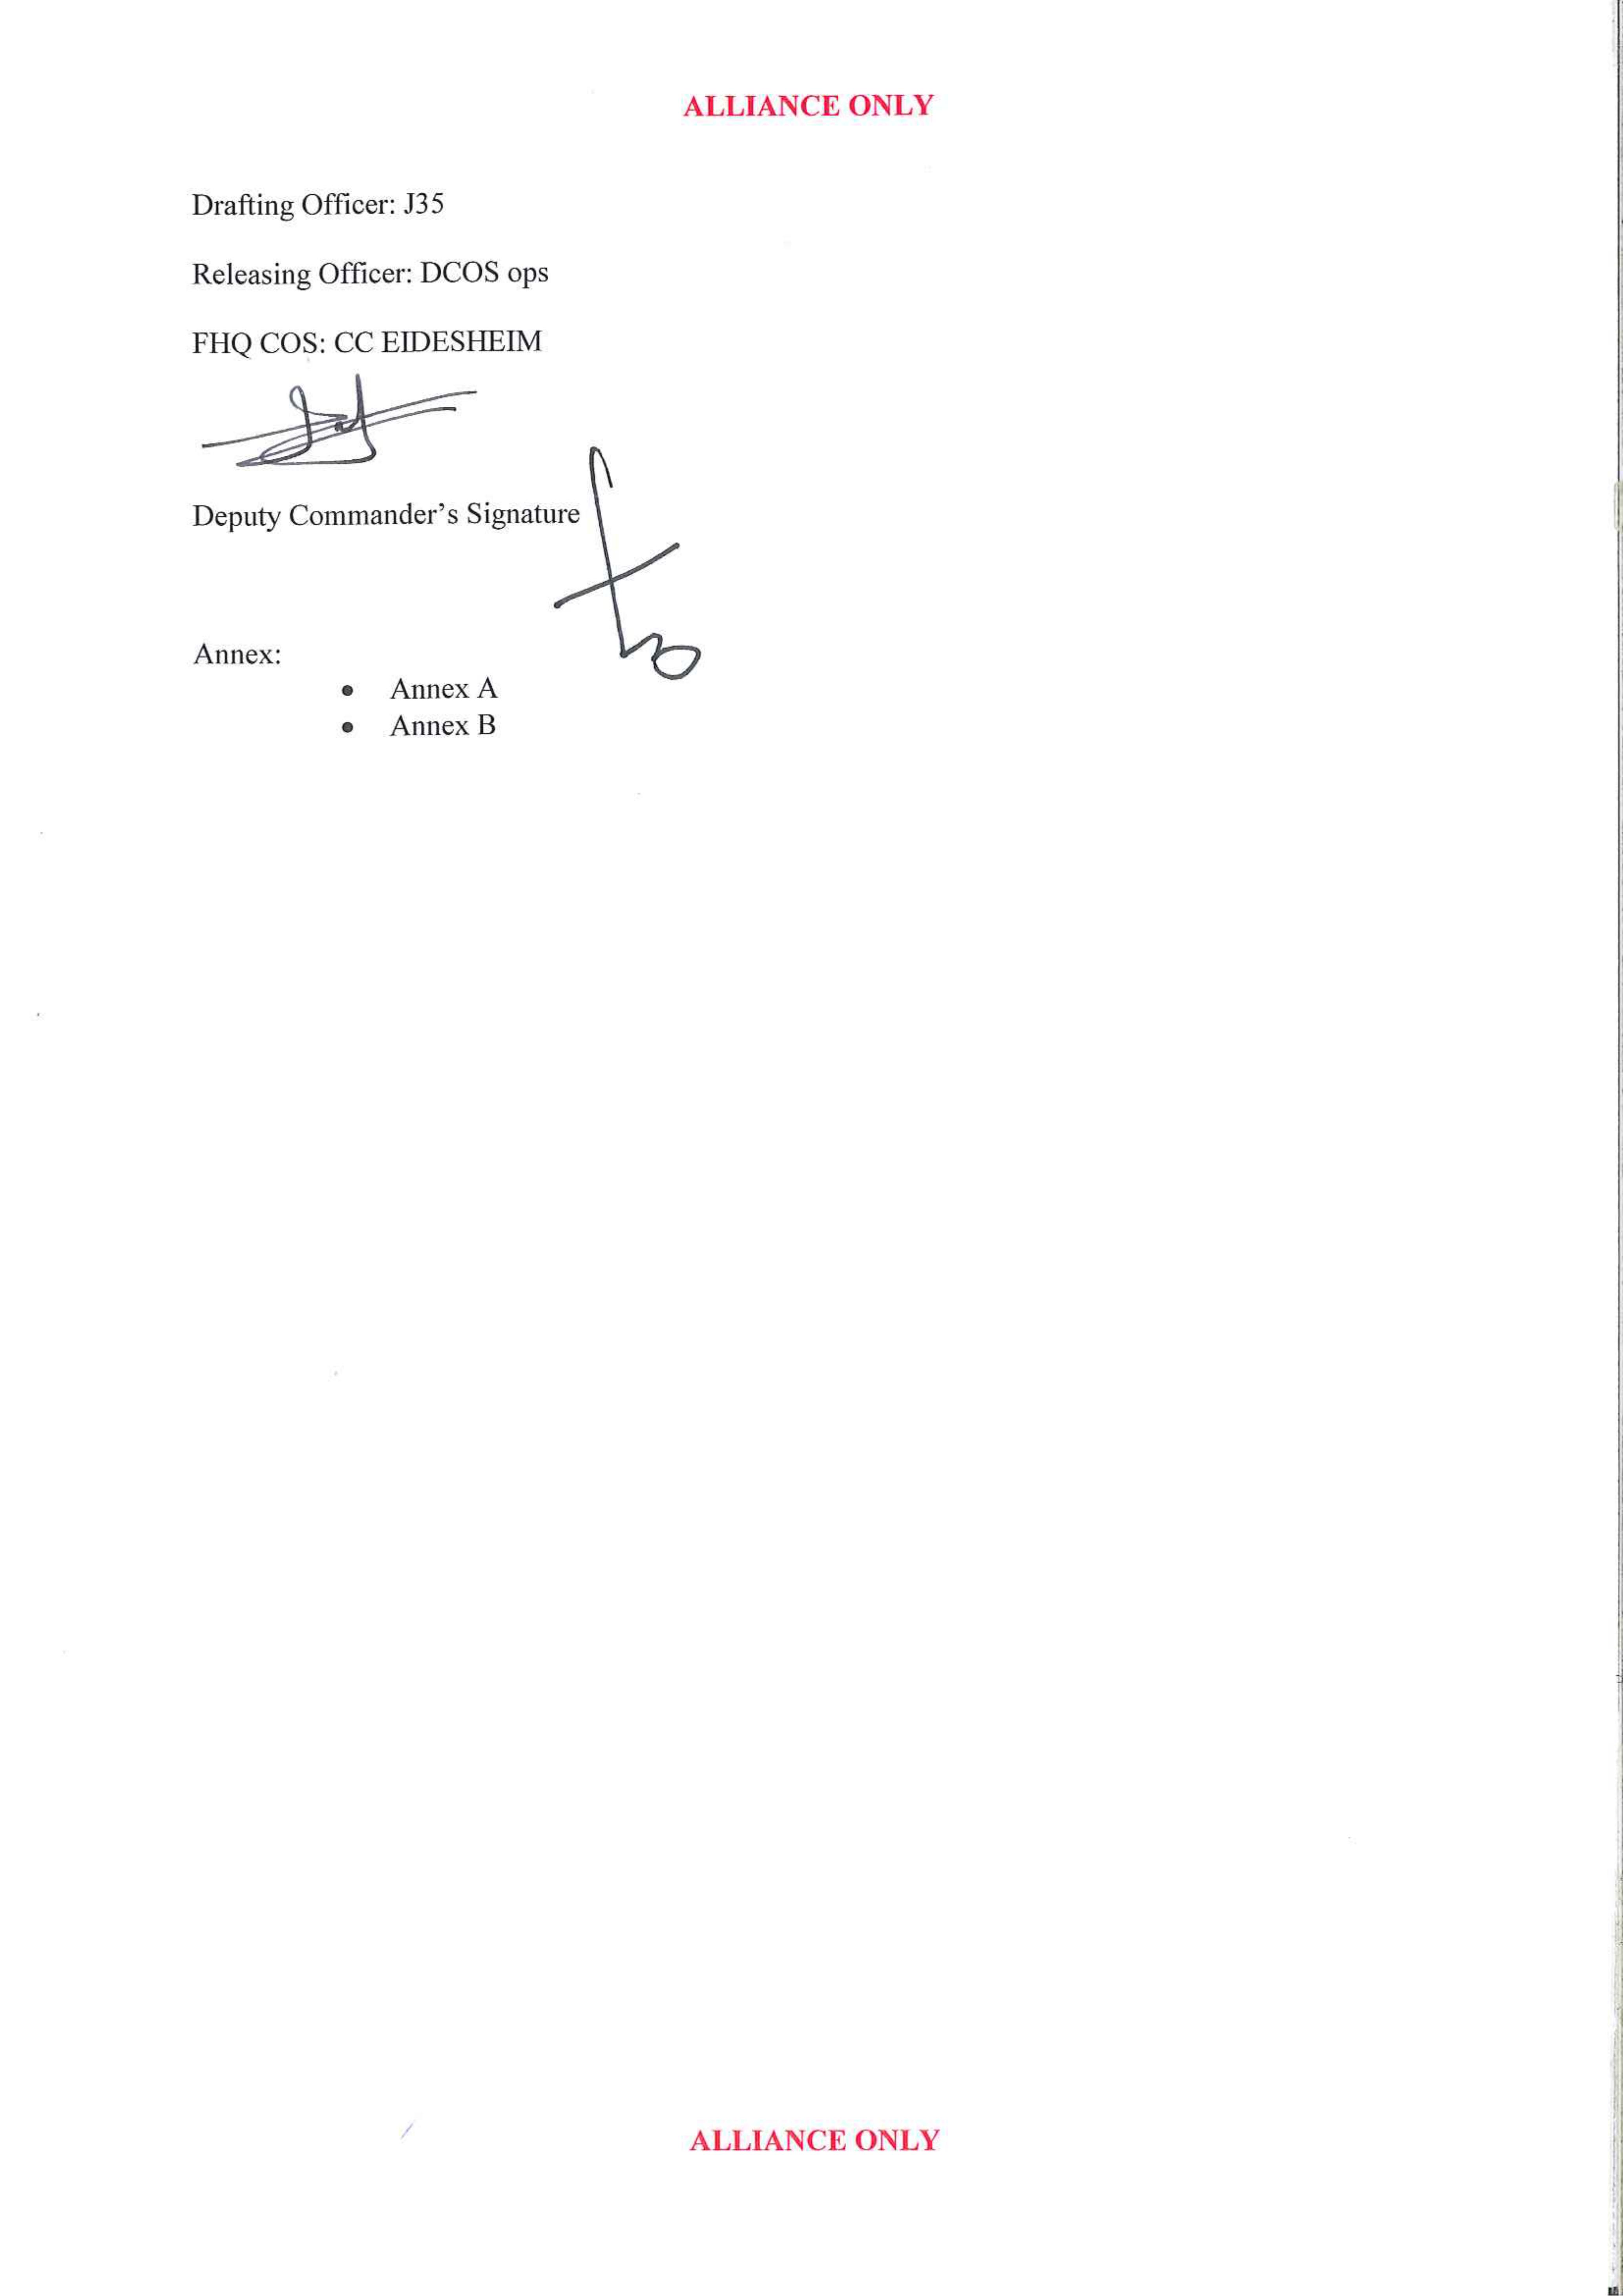 ALLIANCE ONLY
Drafting Officer: J35
Releasing Officer: DCOS ops
FHQ COS: CC EIDESHEIM
Deputy Commander’s Signature
Annex:
• Annex A
• Annex B
ALLIANCE ONLY